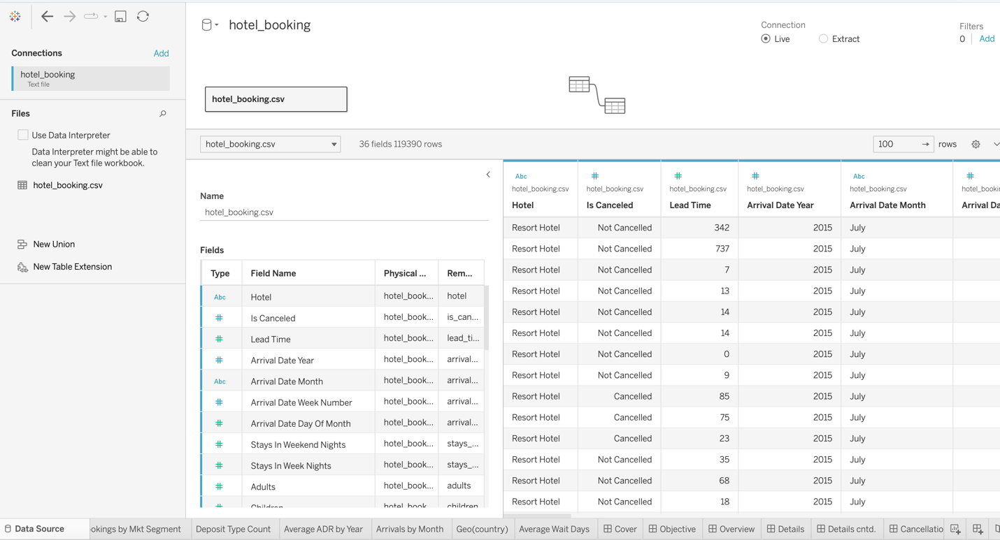 hotel_booking
Connection
Live
Extract
Filters
0
Add
Connections
Add
hotel_booking
Text file
hotel_booking.csv
Files
Use Data Interpreter
Data Interpreter might be able to
clean your Text file workbook.
hotel_booking.csv
New Union
New Table Extension
hotel_booking.csv
36 fields 119390 rows
100
rows
Name
hotel_booking.csv
Fields
Type Field Name Physical ... Rem...
Abc Hotel hotel_book... hotel
# Is Canceled hotel_book... is_can...
# Lead Time hotel_book... lead_ti...
# Arrival Date Year hotel_book... arrival...
Abc Arrival Date Month hotel_book... arrival...
# Arrival Date Week Number hotel_book... arrival...
# Arrival Date Day Of Month hotel_book... arrival...
# Stays In Weekend Nights hotel_book... stays_...
# Stays In Week Nights hotel_book... stays_...
# Adults hotel_book... adults
# Children hotel_book... children
Abc # # # Abc #
hotel_booking.csv hotel_booking.csv hotel_booking.csv hotel_booking.csv hotel_booking.csv hotel_bookin
Hotel Is Canceled Lead Time Arrival Date Year Arrival Date Month Arrival Da
Resort Hotel Not Cancelled 342 2015 July
Resort Hotel Not Cancelled 737 2015 July
Resort Hotel Not Cancelled 7 2015 July
Resort Hotel Not Cancelled 13 2015 July
Resort Hotel Not Cancelled 14 2015 July
Resort Hotel Not Cancelled 14 2015 July
Resort Hotel Not Cancelled 0 2015 July
Resort Hotel Not Cancelled 9 2015 July
Resort Hotel Cancelled 85 2015 July
Resort Hotel Cancelled 75 2015 July
Resort Hotel Cancelled 23 2015 July
Resort Hotel Not Cancelled 35 2015 July
Resort Hotel Not Cancelled 68 2015 July
Resort Hotel Not Cancelled 18 2015 July
Data Source ookings by Mkt Segment Deposit Type Count Average ADR by Year Arrivals by Month Geo(country) Average Wait Days Cover Objective Overview Details Details cntd. Cancellatio